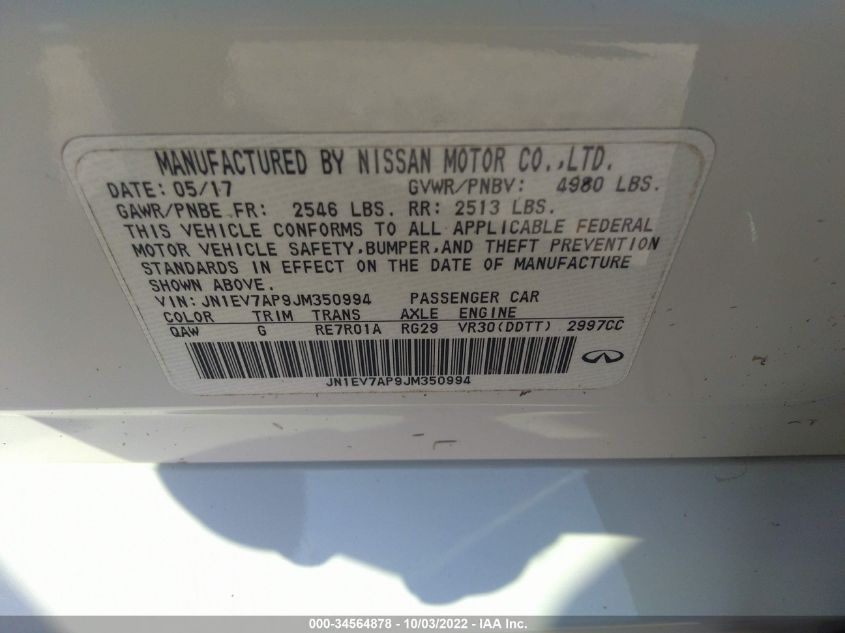 MANUFACTURED BY NISSAN MOTOR CO.,LTD.
DATE: 05/17 GVWR/PNBV: 4980 LBS.
GAWR/PNBE FR: 2546 LBS. RR: 2513 LBS.
THIS VEHICLE CONFORMS TO ALL APPLICABLE FEDERAL
MOTOR VEHICLE SAFETY,BUMPER,AND THEFT PREVENTION
STANDARDS IN EFFECT ON THE DATE OF MANUFACTURE
SHOWN ABOVE.
VIN: JN1EV7AP9JM350994 PASSENGER CAR
COLOR TRIM TRANS AXLE ENGINE
QAW G RE7R01A RG29 VR30(DDTT) 2997CC
JN1EV7AP9JM350994
000-34564878 - 10/03/2022 - IAA Inc.